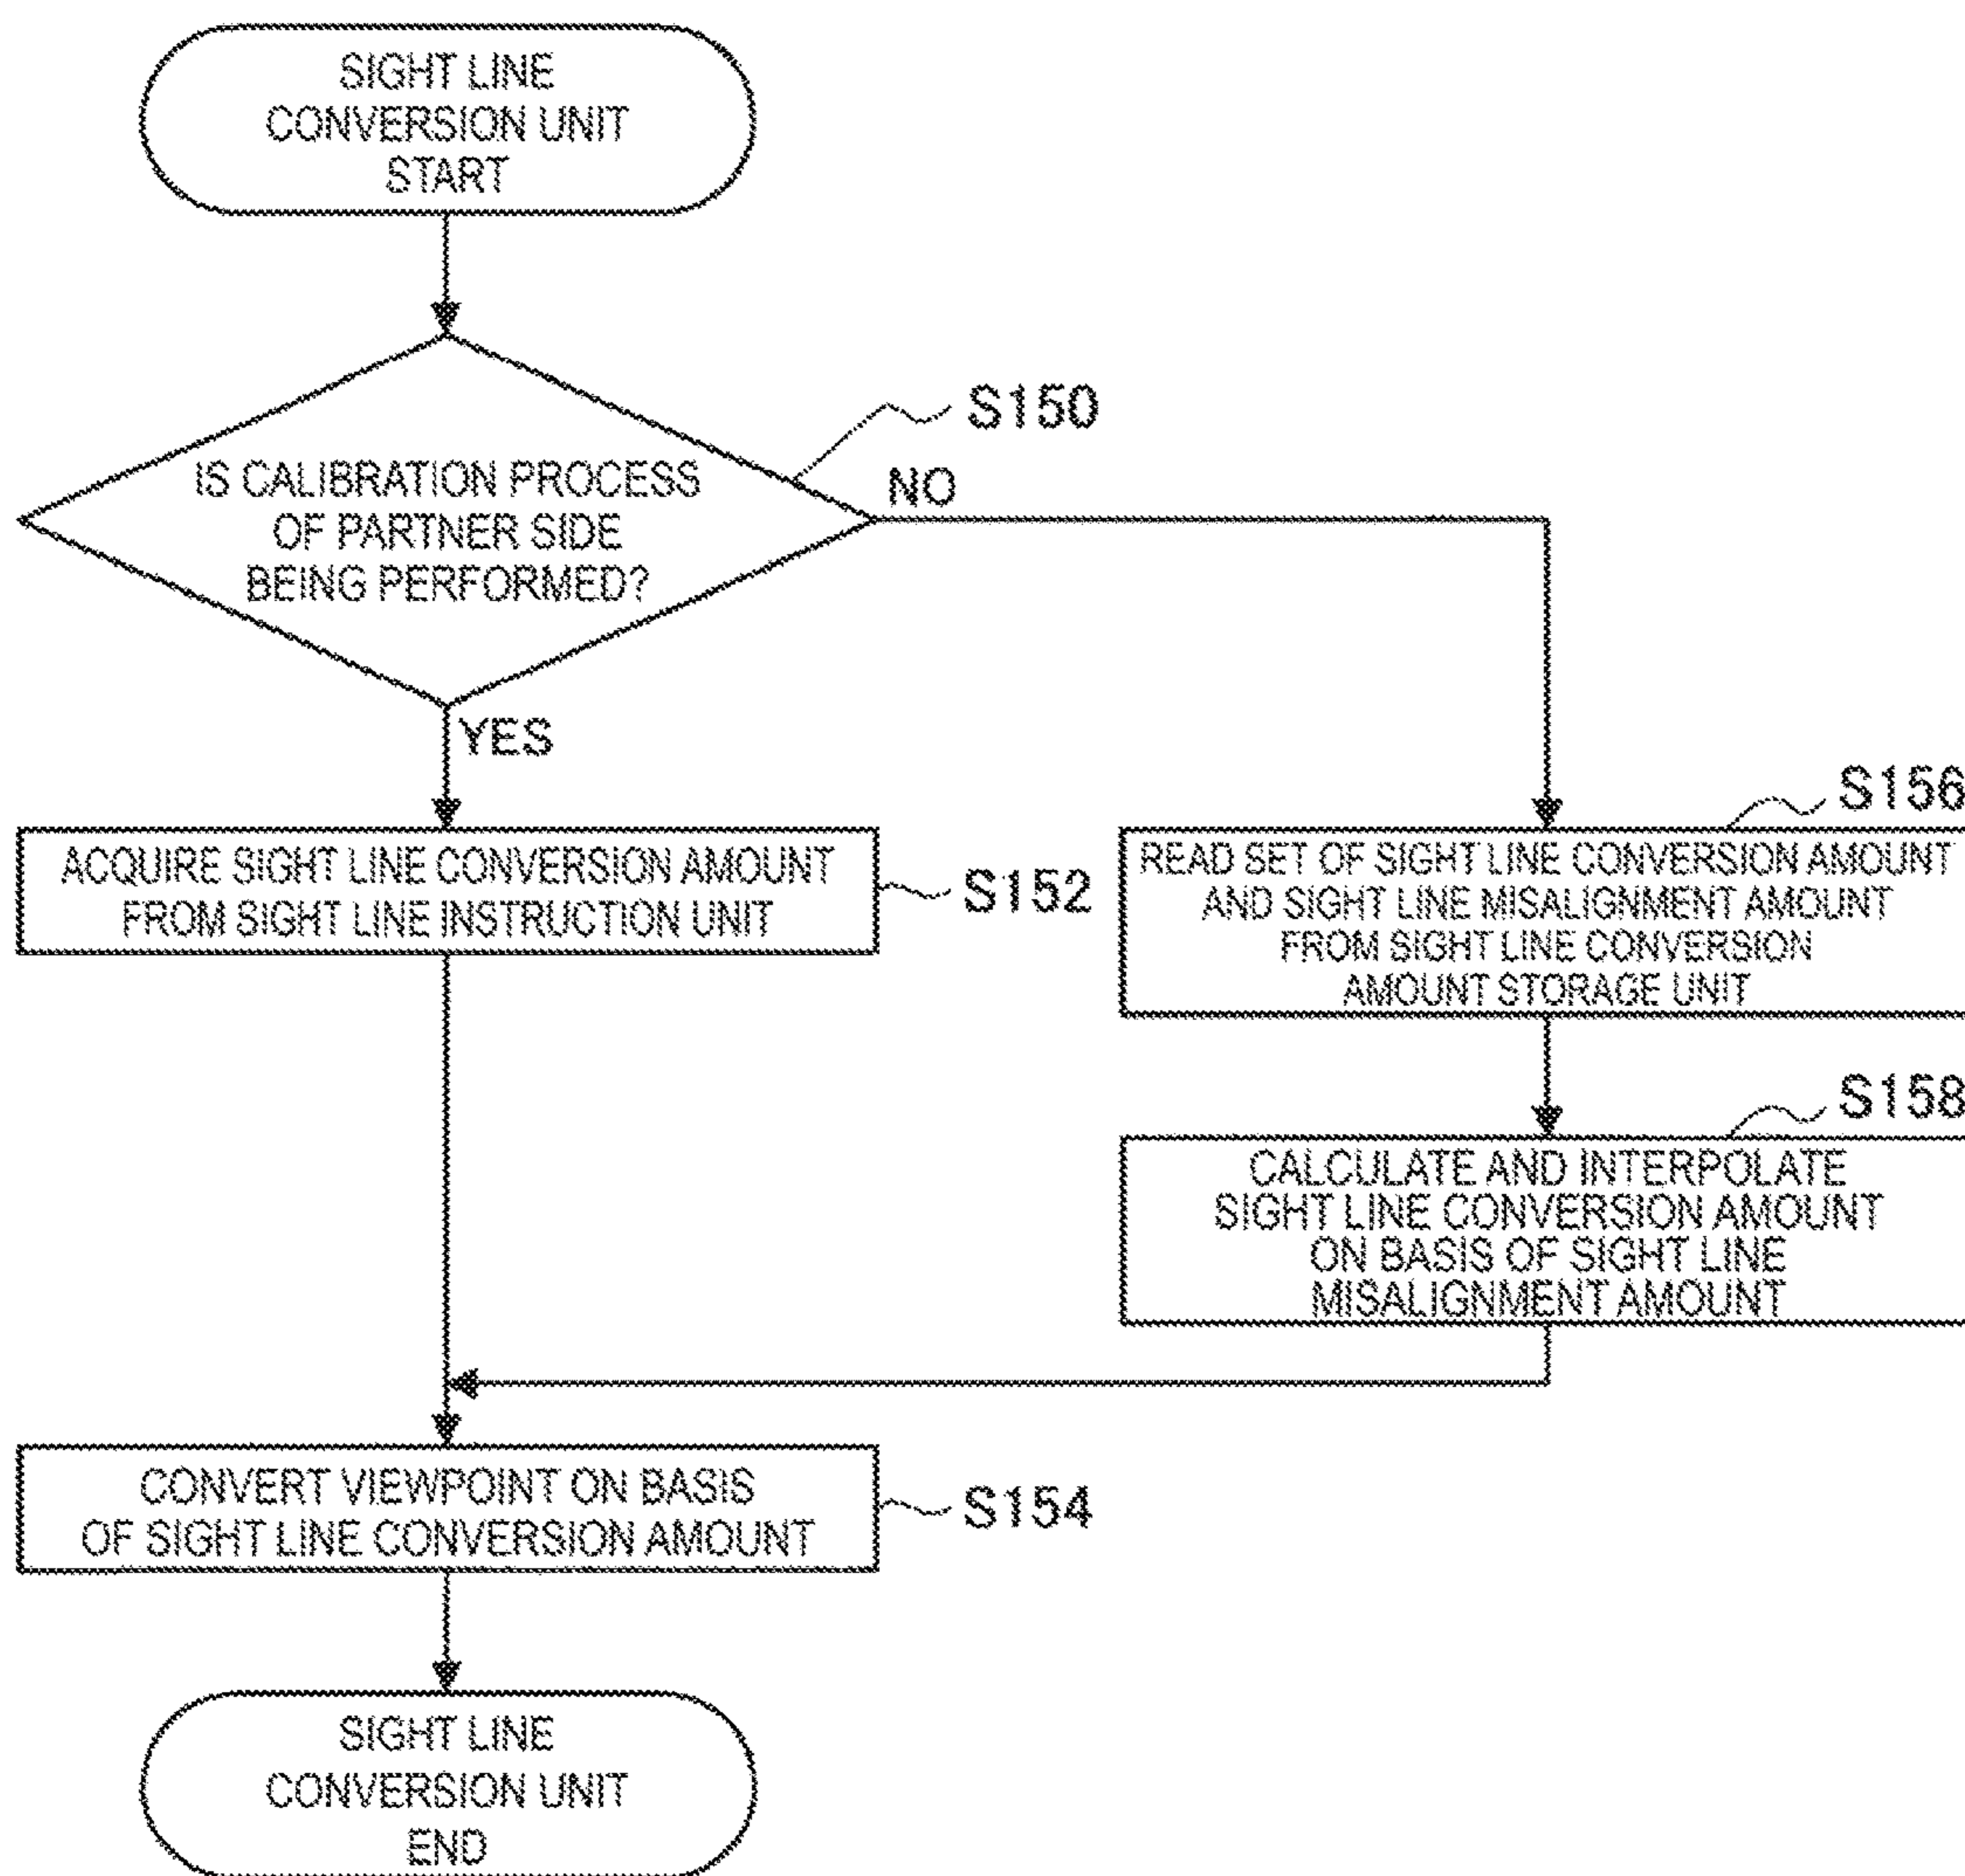 SIGHT LINE
CONVERSION UNIT
START
S150
IS CALIBRATION PROCESS
OF PARTNER SIDE
BEING PERFORMED?
NO
YES
ACQUIRE SIGHT LINE CONVERSION AMOUNT
FROM SIGHT LINE INSTRUCTION UNIT
S152
S156
READ SET OF SIGHT LINE CONVERSION AMOUNT
AND SIGHT LINE MISALIGNMENT AMOUNT
FROM SIGHT LINE CONVERSION
AMOUNT STORAGE UNIT
S158
CALCULATE AND INTERPOLATE
SIGHT LINE CONVERSION AMOUNT
ON BASIS OF SIGHT LINE
MISALIGNMENT AMOUNT
CONVERT VIEWPOINT ON BASIS
OF SIGHT LINE CONVERSION AMOUNT
S154
SIGHT LINE
CONVERSION UNIT
END